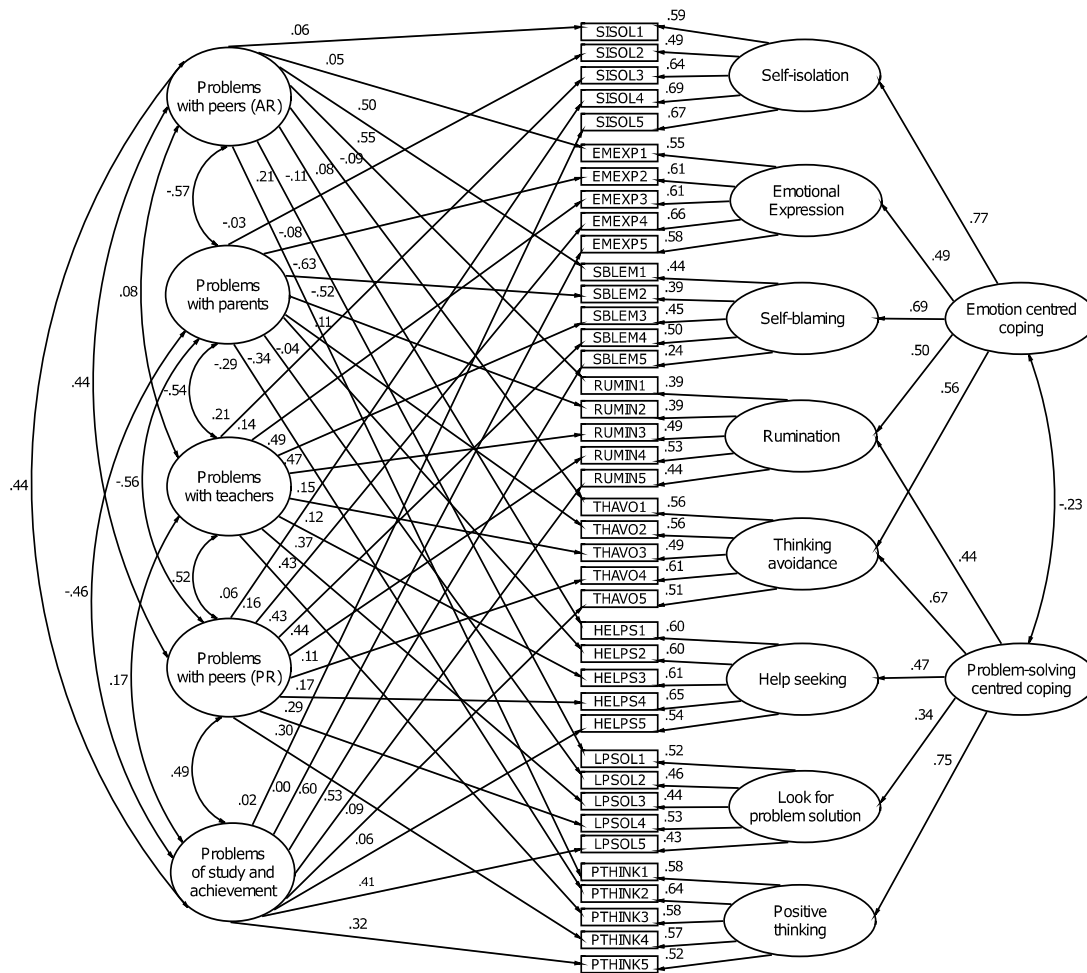 .06
SISOL1
.59
SISOL2
.49
SISOL3
.64
SISOL4
.69
SISOL5
.67
Self-isolation
Problems
with peers (AR)
.05
.50
.55
-.09
.08
-.11
.21
EMEXP1
.55
EMEXP2
.61
EMEXP3
.61
EMEXP4
.66
EMEXP5
.58
Emotional
Expression
.77
.49
-.57
-.03
-.08
-.63
-.52
.11
-.04
-.34
-.29
Problems
with parents
.08
SBLEM1
.44
SBLEM2
.39
SBLEM3
.45
SBLEM4
.50
SBLEM5
.24
Self-blaming
.69
Emotion centred
coping
.50
.56
.44
-.54
.21
.14
.49
.47
.15
.12
.37
.43
RUMIN1
.39
RUMIN2
.39
RUMIN3
.49
RUMIN4
.53
RUMIN5
.44
Rumination
.44
-.56
Problems
with teachers
-.23
THAVO1
.56
THAVO2
.56
THAVO3
.49
THAVO4
.61
THAVO5
.51
Thinking
avoidance
.44
.67
-.46
.52
.06
.16
.43
.44
.11
.17
.29
.30
Problems
with peers (PR)
.17
HELPS1
.60
HELPS2
.60
HELPS3
.61
HELPS4
.65
HELPS5
.54
Help seeking
.47
Problem-solving
centred coping
.34
.75
.49
.02
.00
.60
.53
.09
.06
.41
.32
LPSOL1
.52
LPSOL2
.46
LPSOL3
.44
LPSOL4
.53
LPSOL5
.43
Look for
problem solution
Problems
of study and
achievement
PTHINK1
.58
PTHINK2
.64
PTHINK3
.58
PTHINK4
.57
PTHINK5
.52
Positive
thinking